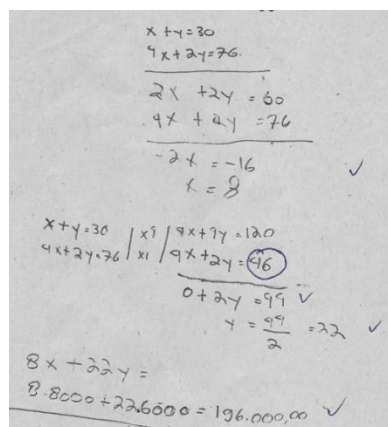 x + y = 30
4x + 2y = 76.
2x + 2y = 60
4x + 2y = 76
-2x = -16
x = 8
x + y = 30 | x4 | 4x + 4y = 120
4x + 2y = 76 | x1 | 4x + 2y = 46
0 + 2y = 44
y = 44/2 = 22
8x + 22y =
8.8000 + 22.6000 = 196.000,00